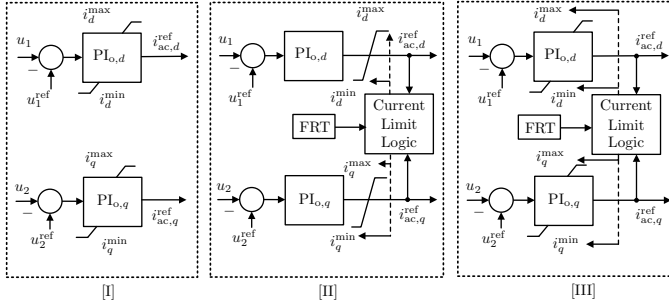 i_d^max
u_1
PI_o,d
i_ac,d^ref
−
u_1^ref
i_d^min
i_q^max
u_2
PI_o,q
i_ac,q^ref
−
u_2^ref
i_q^min
[I]
u_1
PI_o,d
i_d^max
i_ac,d^ref
−
u_1^ref
i_d^min
FRT
Current
Limit
Logic
i_q^max
u_2
PI_o,q
−
u_2^ref
i_q^min
i_ac,q^ref
[II]
i_d^max
u_1
PI_o,d
i_ac,d^ref
−
u_1^ref
i_d^min
FRT
Current
Limit
Logic
i_q^max
u_2
PI_o,q
−
u_2^ref
i_q^min
i_ac,q^ref
[III]